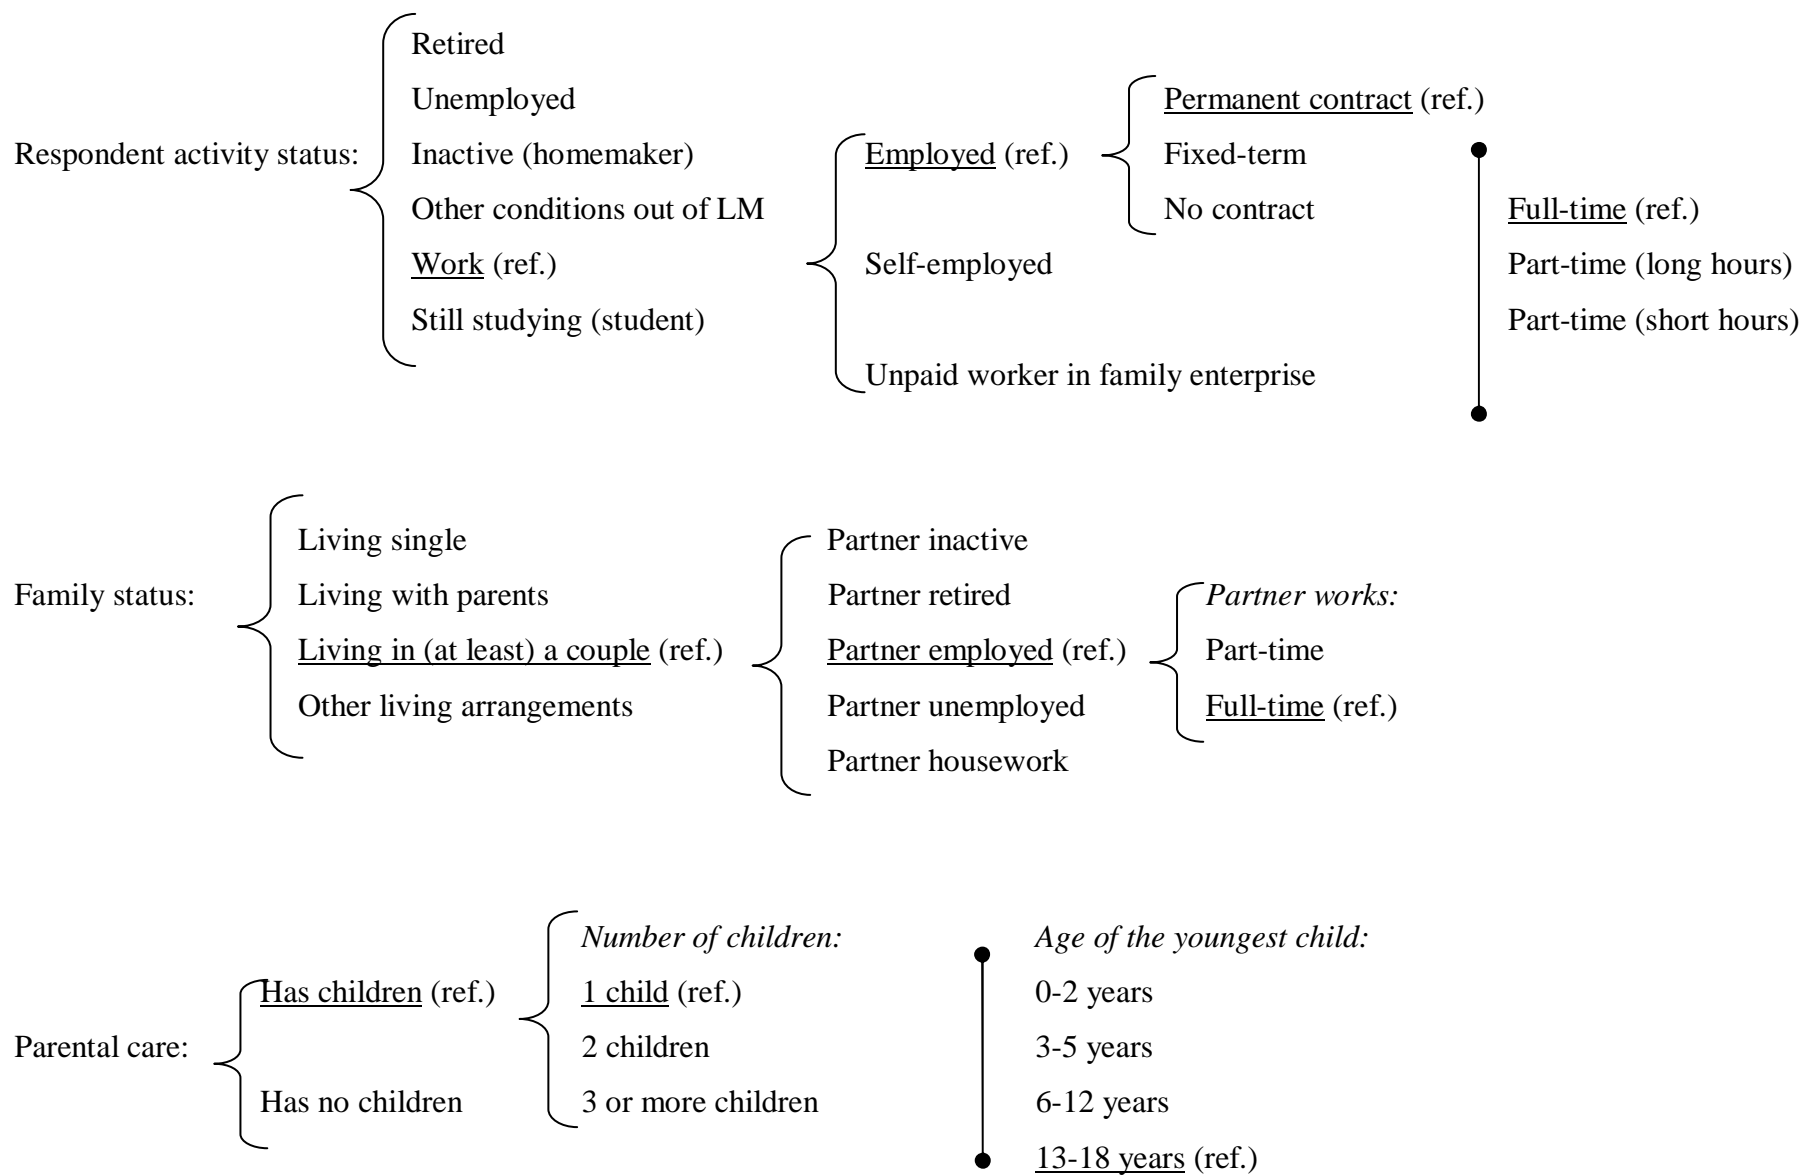 Retired
Unemployed
Permanent contract (ref.)
Respondent activity status:
Inactive (homemaker)
Employed (ref.)
Fixed-term
Other conditions out of LM
No contract
Full-time (ref.)
Work (ref.)
Self-employed
Part-time (long hours)
Still studying (student)
Part-time (short hours)
Unpaid worker in family enterprise
Living single
Partner inactive
Family status:
Living with parents
Partner retired
Partner works:
Living in (at least) a couple (ref.)
Partner employed (ref.)
Part-time
Other living arrangements
Partner unemployed
Full-time (ref.)
Partner housework
Number of children:
Age of the youngest child:
Has children (ref.)
1 child (ref.)
0-2 years
Parental care:
2 children
3-5 years
Has no children
3 or more children
6-12 years
13-18 years (ref.)